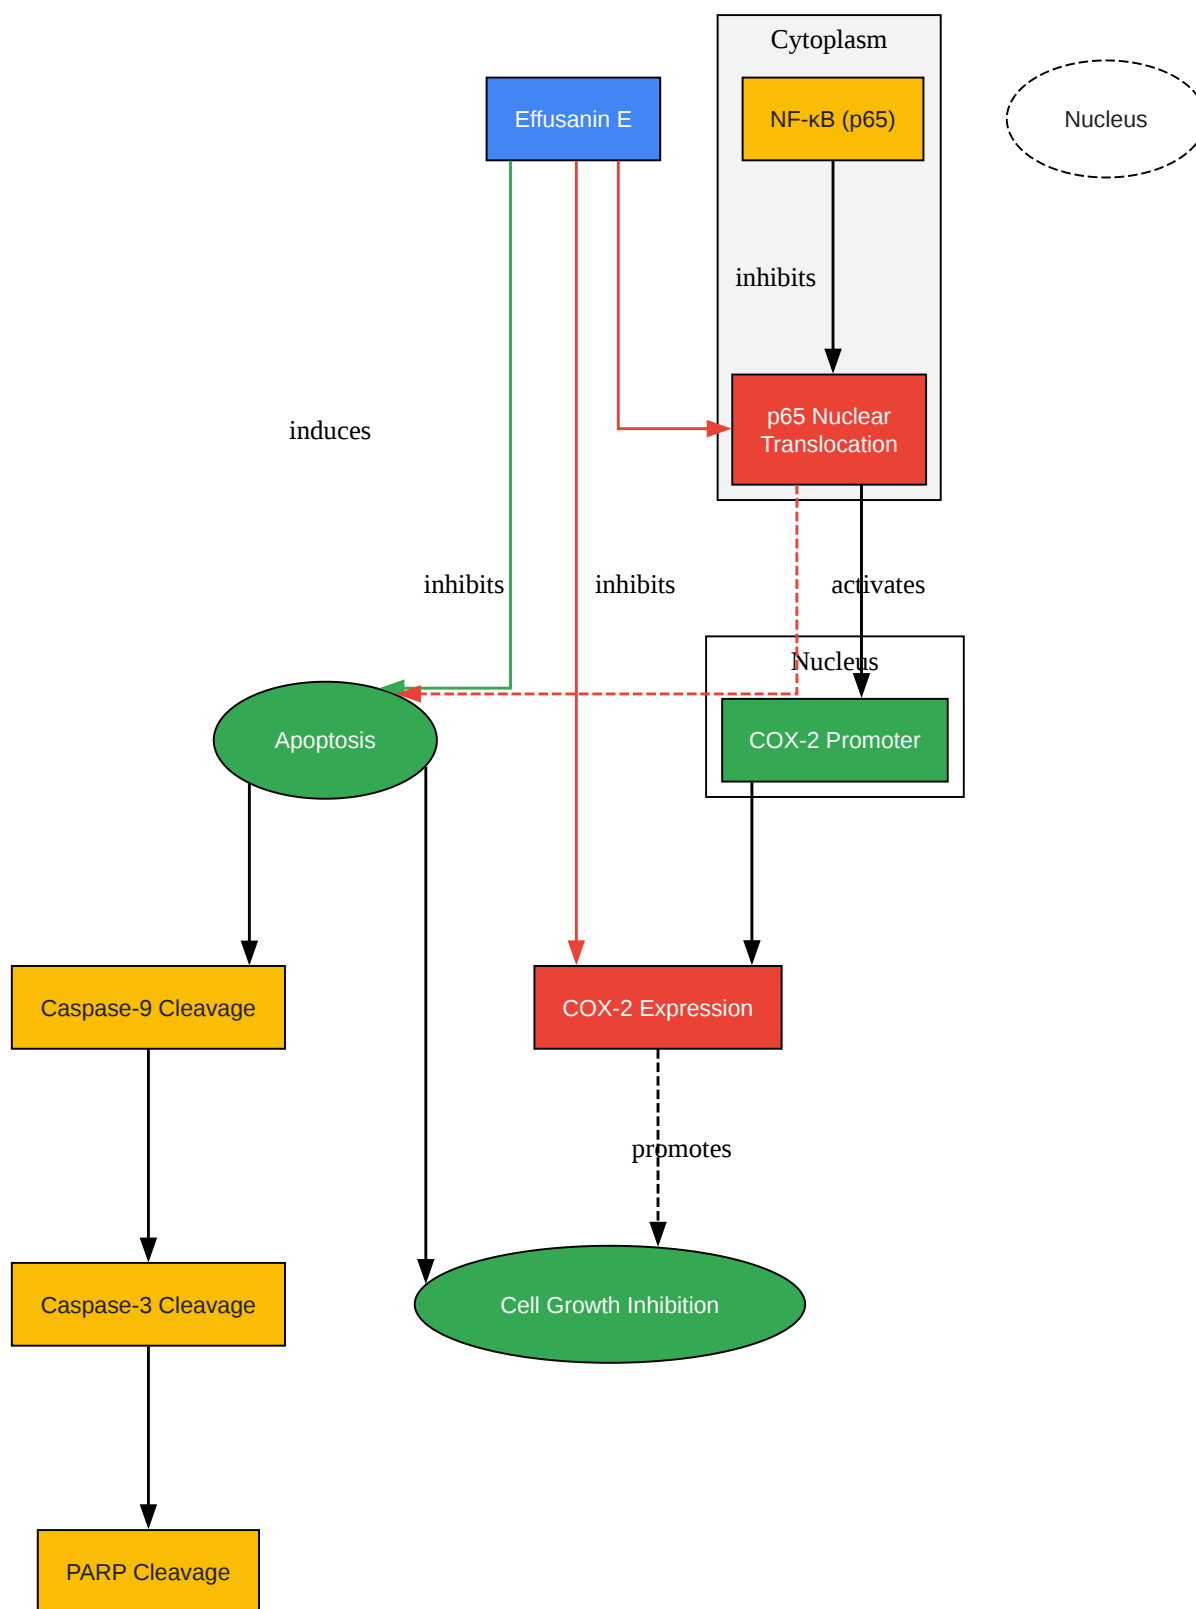 Cytoplasm
Effusanin E
NF-κB (p65)
Nucleus
inhibits
p65 Nuclear
Translocation
induces
inhibits
inhibits
activates
Nucleus
Apoptosis
COX-2 Promoter
Caspase-9 Cleavage
COX-2 Expression
promotes
Caspase-3 Cleavage
Cell Growth Inhibition
PARP Cleavage